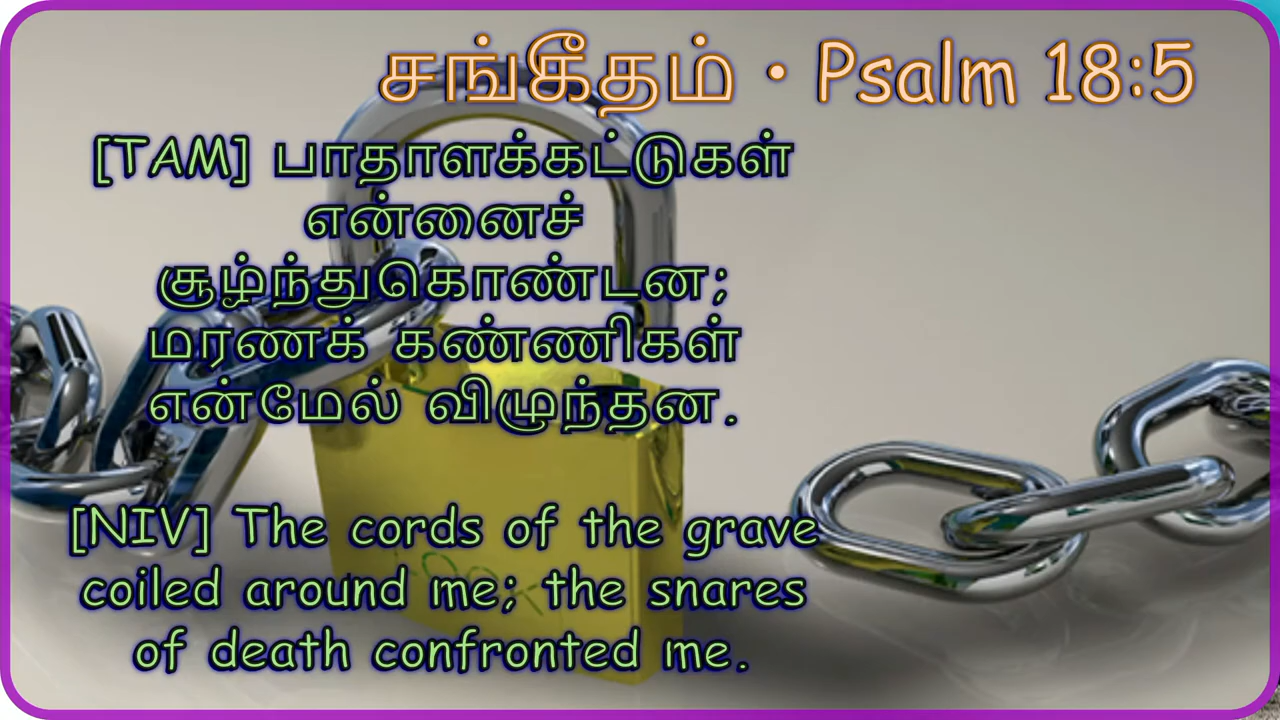 சங்கீதம் · Psalm 18:5
[TAM] பாதாளக்கட்டுகள்
என்னைச்
சூழ்ந்துகொண்டன;
மரணக் கண்ணிகள்
என்மேல் விழுந்தன.
[NIV] The cords of the grave
coiled around me; the snares
of death confronted me.